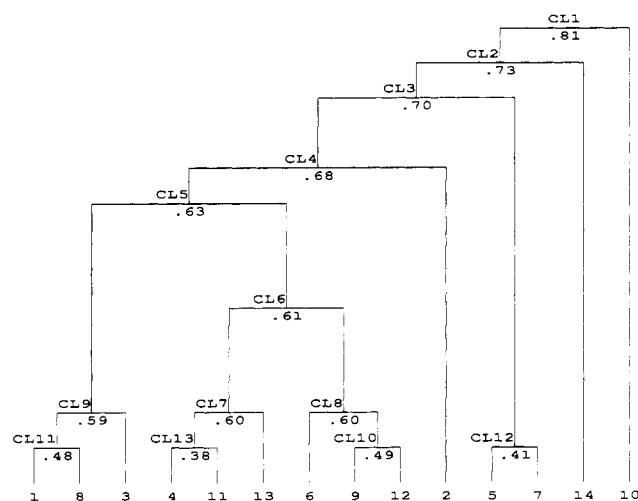 CL1
.81
CL2
.73
CL3
.70
CL4
.68
CL5
.63
CL6
.61
CL9 CL7 CL8
.59 .60 .60
CL11 CL13 CL10 CL12
.48 .38 .49 .41
1 8 3 4 11 13 6 9 12 2 5 7 14 10